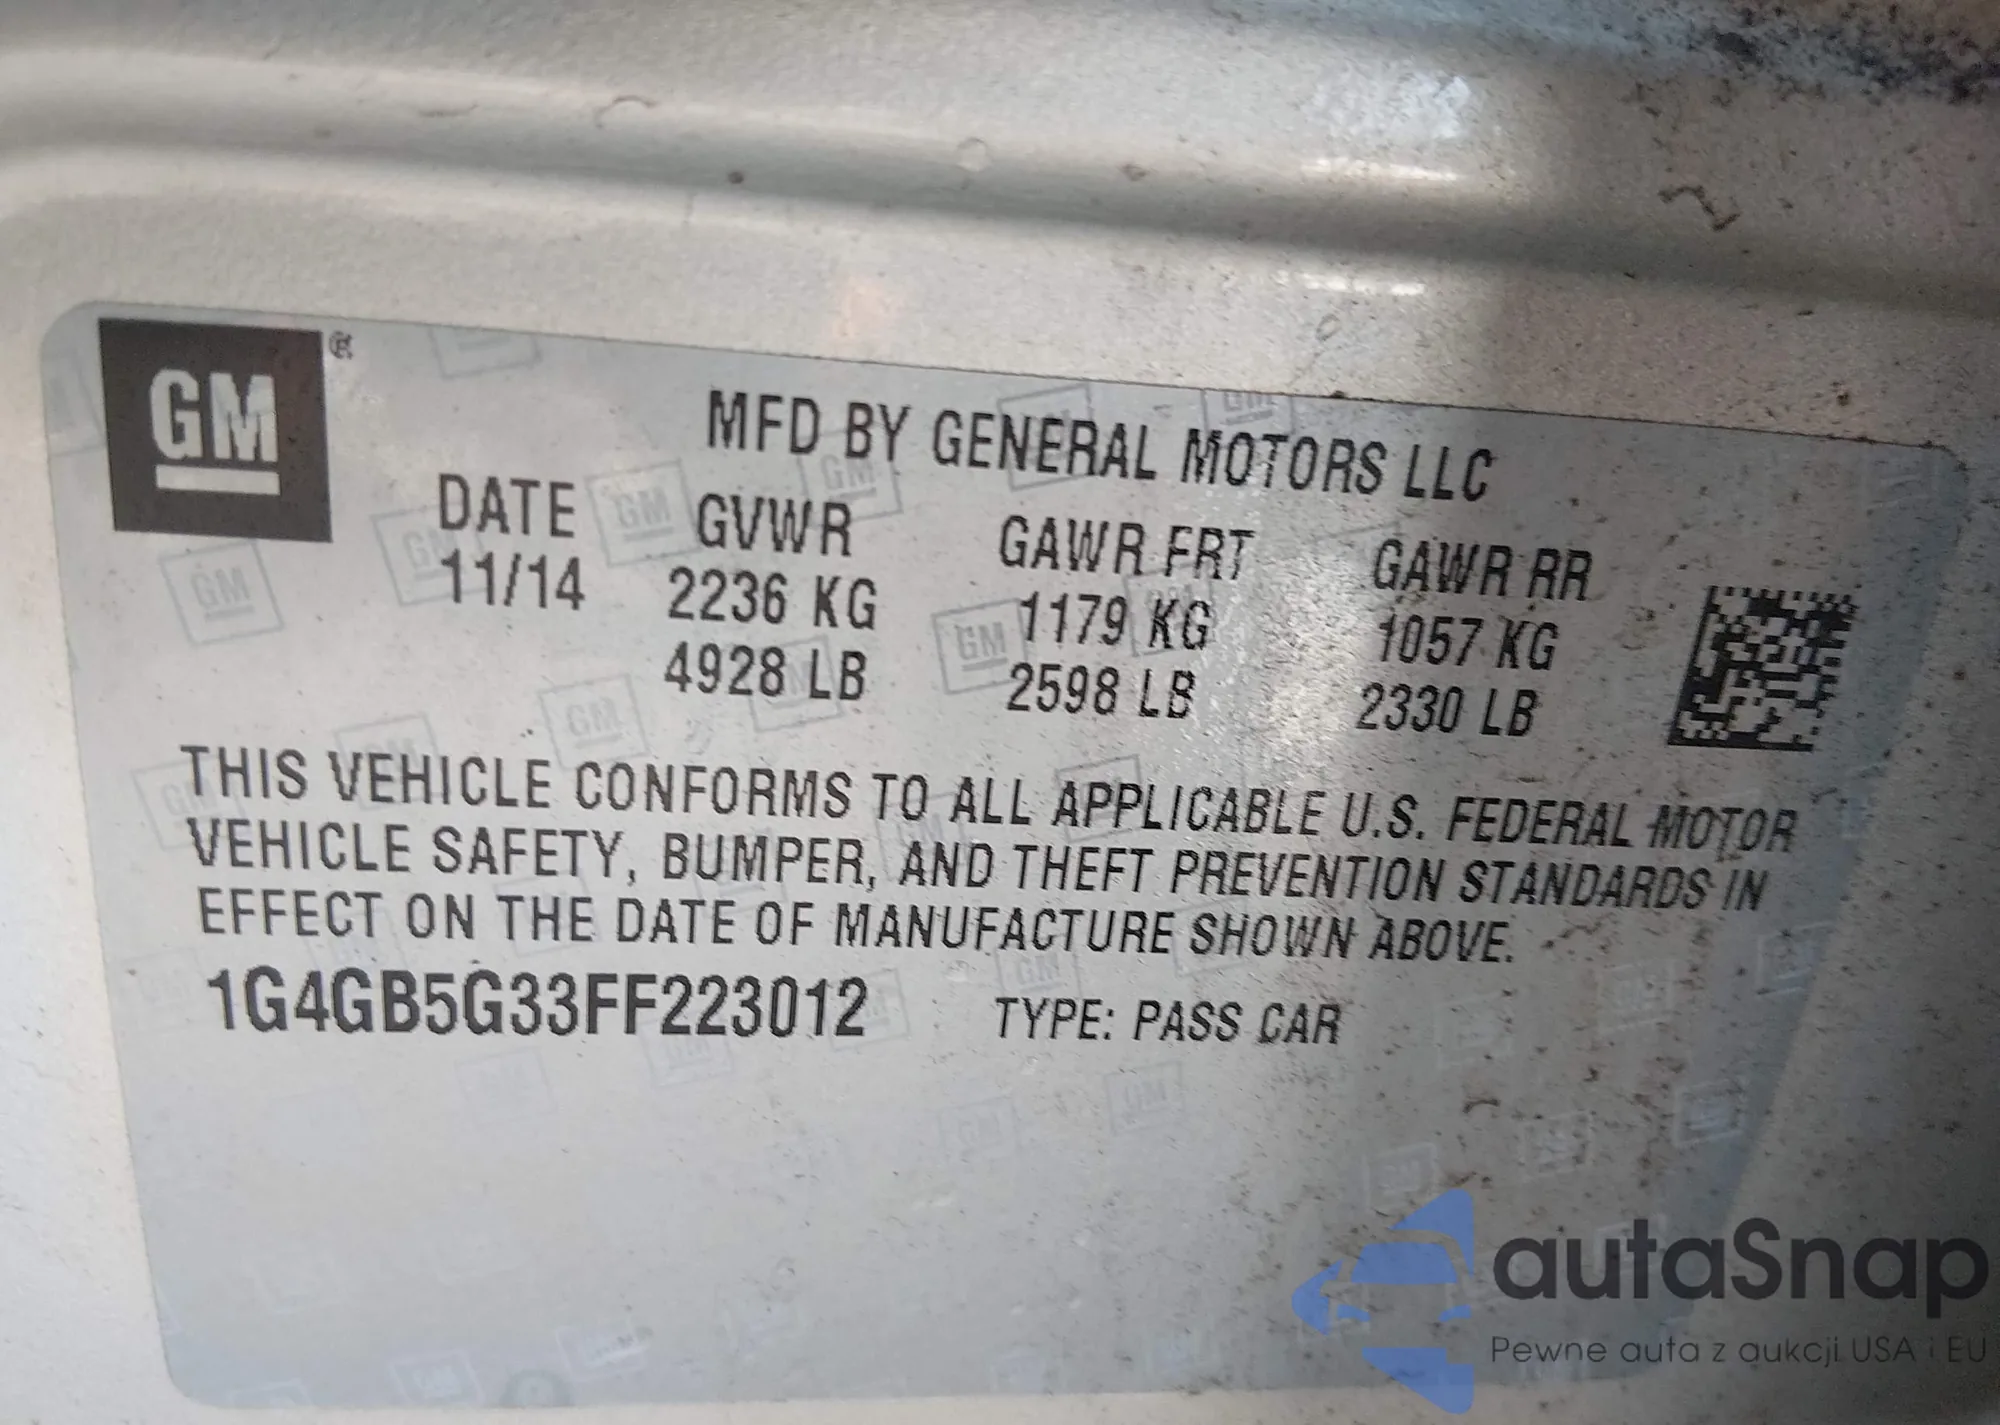 GM
MFD BY GENERAL MOTORS LLC
DATE GVWR GAWR FRT GAWR RR
11/14 2236 KG 1179 KG 1057 KG
4928 LB 2598 LB 2330 LB
THIS VEHICLE CONFORMS TO ALL APPLICABLE U.S. FEDERAL MOTOR
VEHICLE SAFETY, BUMPER, AND THEFT PREVENTION STANDARDS IN
EFFECT ON THE DATE OF MANUFACTURE SHOWN ABOVE.
1G4GB5G33FF223012 TYPE: PASS CAR
autaSnap
Pewne auta z aukcji USA i EU